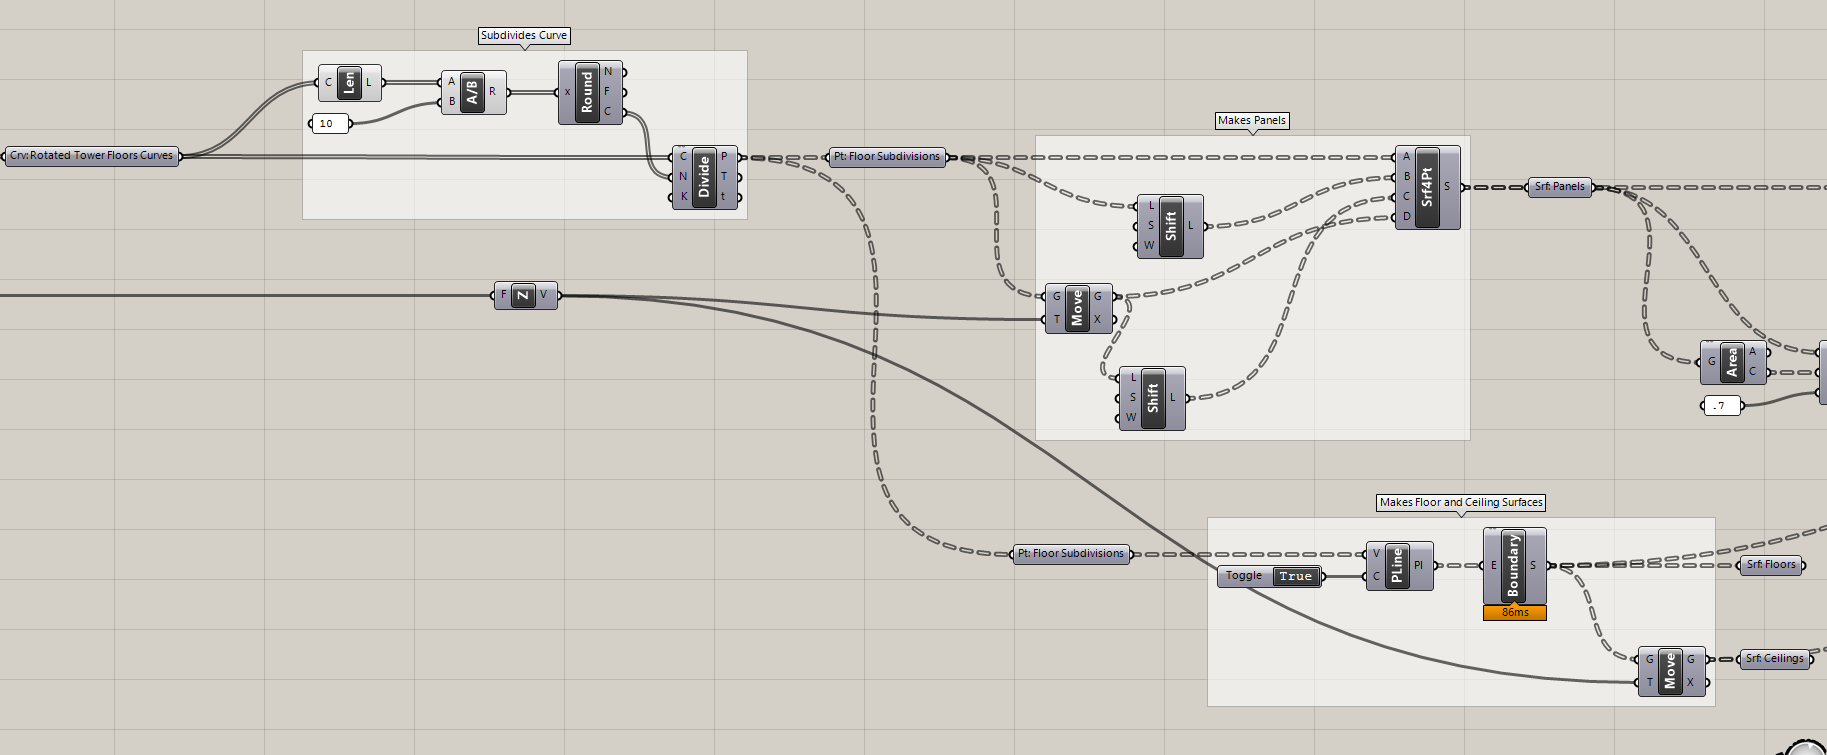 Subdivides Curve
C Len L
A B A/B R
10
x Round N F C
Crv: Rotated Tower Floors Curves
C N K Divide P T t
Pt: Floor Subdivisions
Makes Panels
L S W Shift L
A B C D Srf4Pt S
Srf: Panels
F Z V
G T Move G X
L S W Shift L
G Area A C
.7
Makes Floor and Ceiling Surfaces
Pt: Floor Subdivisions
Toggle True
V C PLine Pl
E Boundary S
86ms
Srf: Floors
G T Move G X
Srf: Ceilings